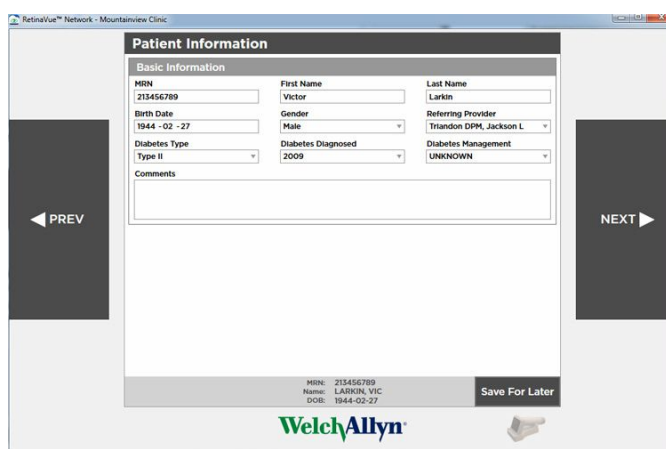 RetinaVue™ Network - Mountainview Clinic
Patient Information
Basic Information
MRN First Name Last Name
213456789 Victor Larkin
Birth Date Gender Referring Provider
1944 -02 -27 Male Triandon DPM, Jackson L
Diabetes Type Diabetes Diagnosed Diabetes Management
Type II 2009 UNKNOWN
Comments
PREV
NEXT
MRN: 213456789
Name: LARKIN, VIC
DOB: 1944-02-27
Save For Later
WelchAllyn